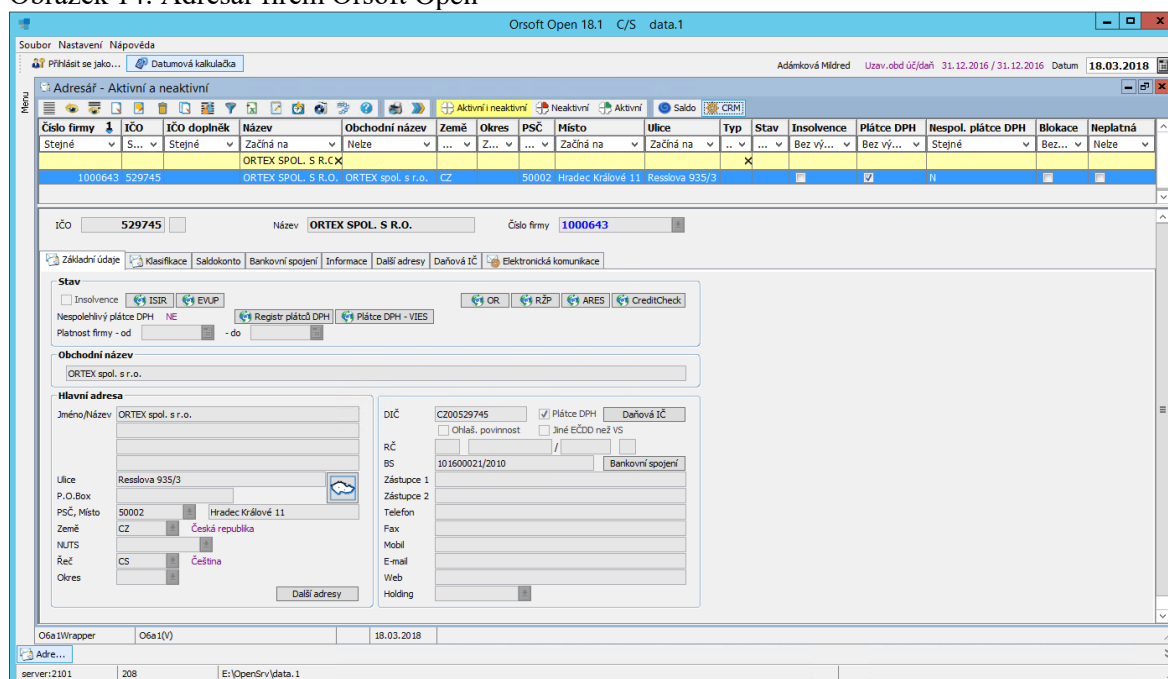 Obrázek 14: Adresář firem Orsoft Open
Orsoft Open 18.1 C/S data.1
Soubor Nastavení Nápověda
Přihlásit se jako... Datumová kalkulačka Adámková Mildred Uzav.obd úč/daň 31.12.2016 / 31.12.2016 Datum 18.03.2018
Menu
Adresář - Aktivní a neaktivní
Aktivní i neaktivní Neaktivní Aktivní Saldo CRM
Číslo firmy 1 IČO IČO doplněk Název Obchodní název Země Okres PSČ Místo Ulice Typ Stav Insolvence Plátce DPH Nespol. plátce DPH Blokace Neplatná
Stejné S... Stejné Začíná na Nelze ... Z... ... Začíná na Začíná na .. ... Bez vý... Bez vý... Stejné Bez... Nelze
ORTEX SPOL. S R.O
1000643 529745 ORTEX SPOL. S R.O. ORTEX spol. s r.o. CZ 50002 Hradec Králové 11 Resslova 935/3 N
IČO 529745 Název ORTEX SPOL. S R.O. Číslo firmy 1000643
Základní údaje Klasifikace Saldokonto Bankovní spojení Informace Další adresy Daňová IČ Elektronická komunikace
Stav
Insolvence ISIR EVUP OR RŽP ARES CreditCheck
Nespolehlivý plátce DPH NE Registr plátců DPH Plátce DPH - VIES
Platnost firmy - od - do
Obchodní název
ORTEX spol. s r.o.
Hlavní adresa
Jméno/Název ORTEX spol. s r.o. DIČ CZ00529745 Plátce DPH Daňová IČ
Ohlaš. povinnost Jiné EČDD než VS
RČ /
BS 101600021/2010 Bankovní spojení
Ulice Resslova 935/3 Zástupce 1
P.O.Box Zástupce 2
PSČ, Místo 50002 Hradec Králové 11 Telefon
Země CZ Česká republika Fax
NUTS Mobil
Řeč CS Čeština E-mail
Okres Web
Další adresy Holding
O6a1Wrapper O6a1(V) 18.03.2018
Adre...
server:2101 208 E:\OpenSrv\data.1